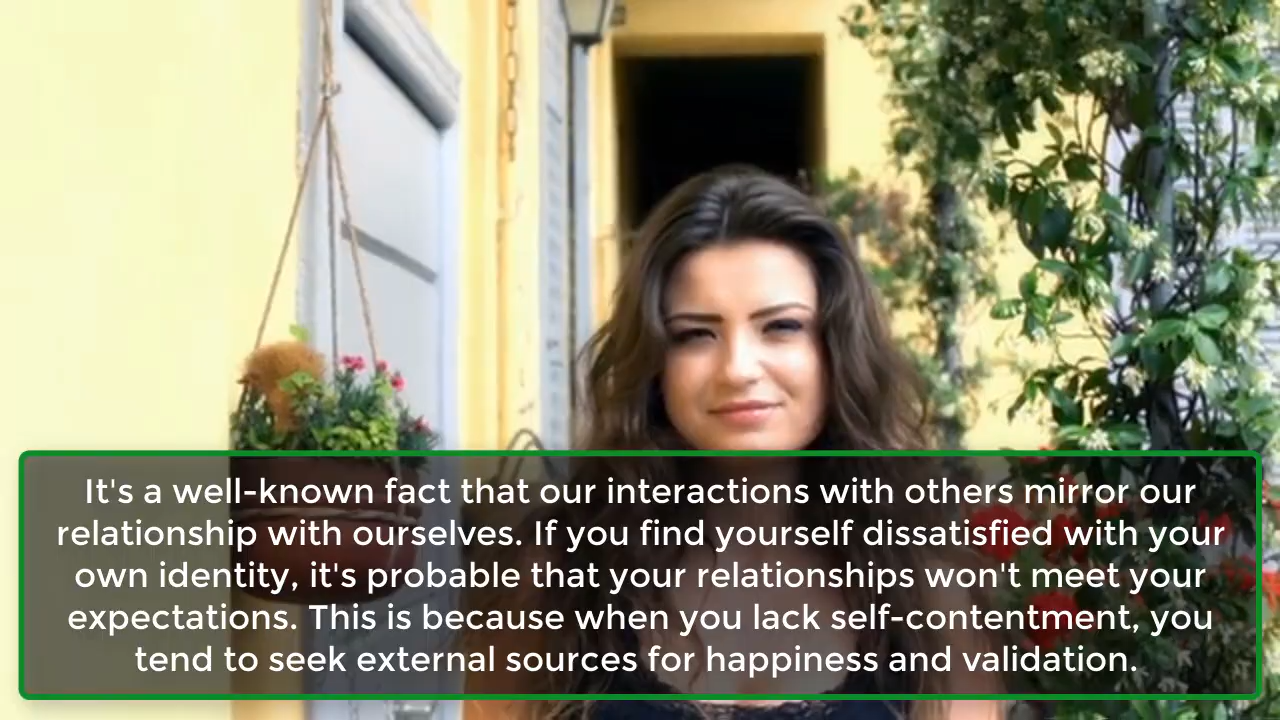 It's a well-known fact that our interactions with others mirror our
relationship with ourselves. If you find yourself dissatisfied with your
own identity, it's probable that your relationships won't meet your
expectations. This is because when you lack self-contentment, you
tend to seek external sources for happiness and validation.